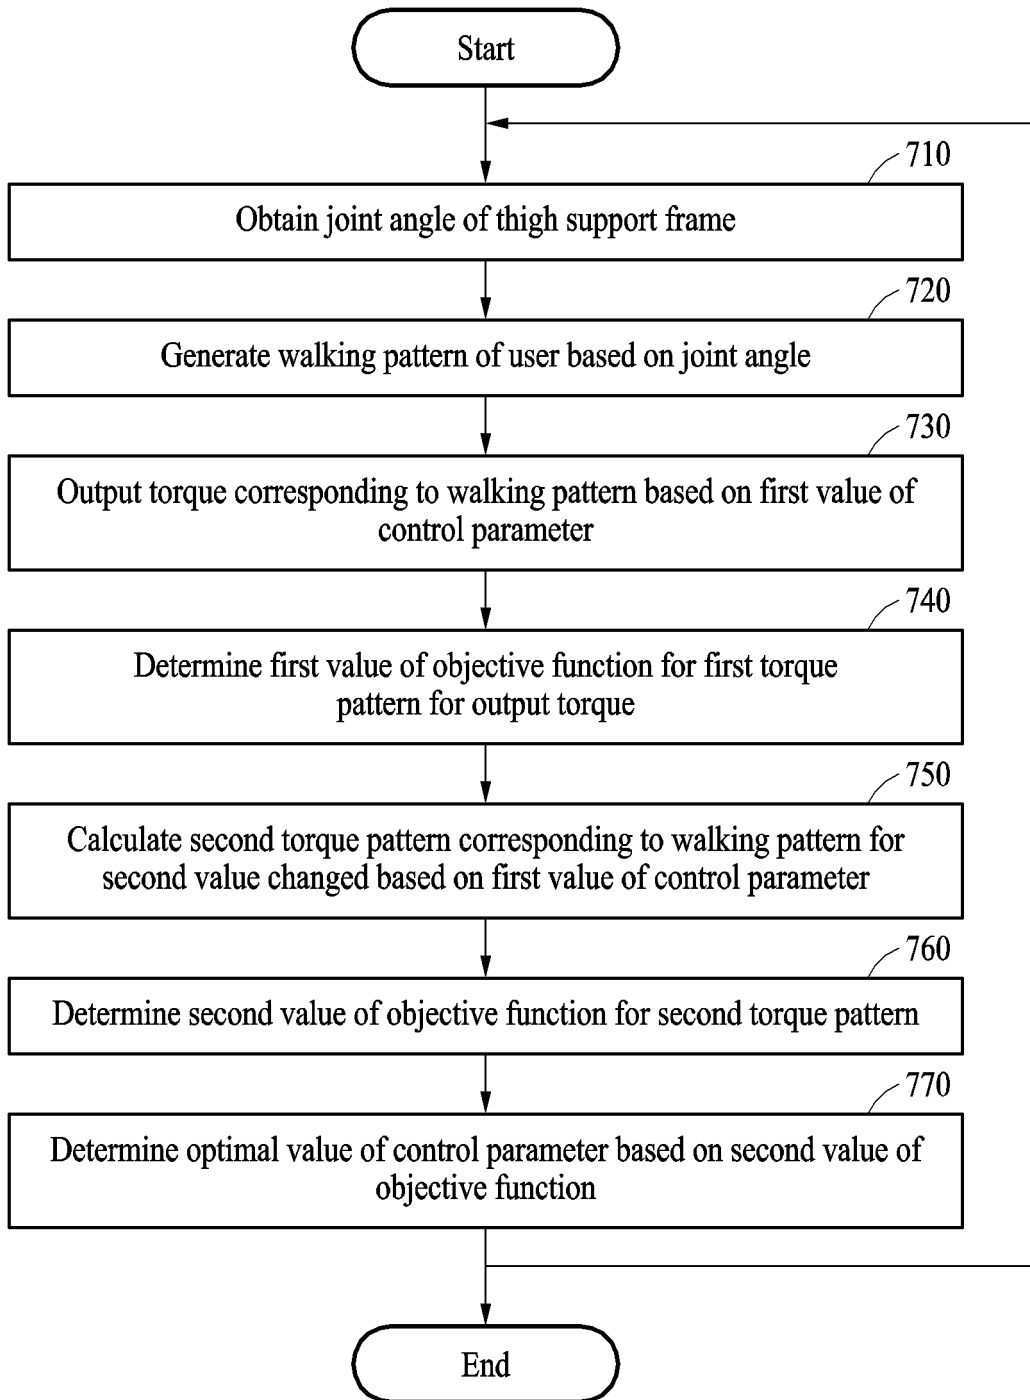 Start
710
Obtain joint angle of thigh support frame
720
Generate walking pattern of user based on joint angle
730
Output torque corresponding to walking pattern based on first value of
control parameter
740
Determine first value of objective function for first torque
pattern for output torque
750
Calculate second torque pattern corresponding to walking pattern for
second value changed based on first value of control parameter
760
Determine second value of objective function for second torque pattern
770
Determine optimal value of control parameter based on second value of
objective function
End